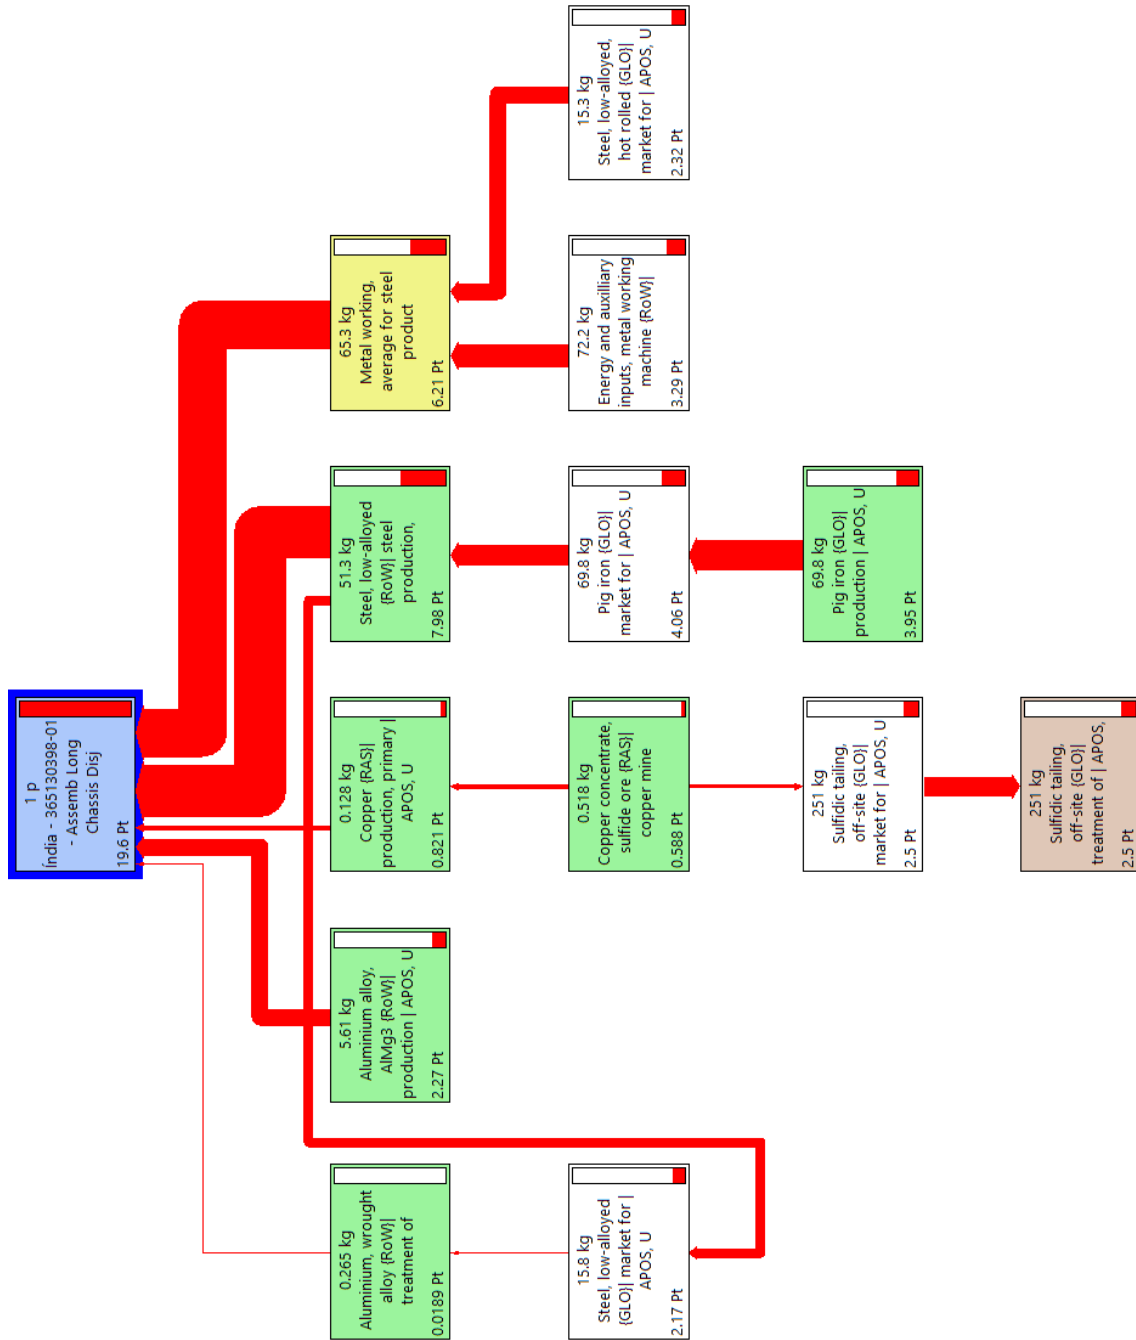 1 p
Índia - 365130398-01
- Assemb Long
Chassis Disj
19.6 Pt
0.265 kg
Aluminium, wrought
alloy {RoW}|
treatment of
0.0189 Pt
5.61 kg
Aluminium alloy,
AlMg3 {RoW}|
production | APOS, U
2.27 Pt
0.128 kg
Copper {RAS}|
production, primary |
APOS, U
0.821 Pt
51.3 kg
Steel, low-alloyed
{RoW}| steel
production,
7.98 Pt
65.3 kg
Metal working,
average for steel
product
6.21 Pt
15.8 kg
Steel, low-alloyed
{GLO}| market for |
APOS, U
2.17 Pt
0.518 kg
Copper concentrate,
sulfide ore {RAS}|
copper mine
0.588 Pt
69.8 kg
Pig iron {GLO}|
market for | APOS, U
4.06 Pt
72.2 kg
Energy and auxilliary
inputs, metal working
machine {RoW}|
3.29 Pt
15.3 kg
Steel, low-alloyed,
hot rolled {GLO}|
market for | APOS, U
2.32 Pt
251 kg
Sulfidic tailing,
off-site {GLO}|
market for | APOS, U
2.5 Pt
69.8 kg
Pig iron {GLO}|
production | APOS, U
3.95 Pt
251 kg
Sulfidic tailing,
off-site {GLO}|
treatment of | APOS,
2.5 Pt